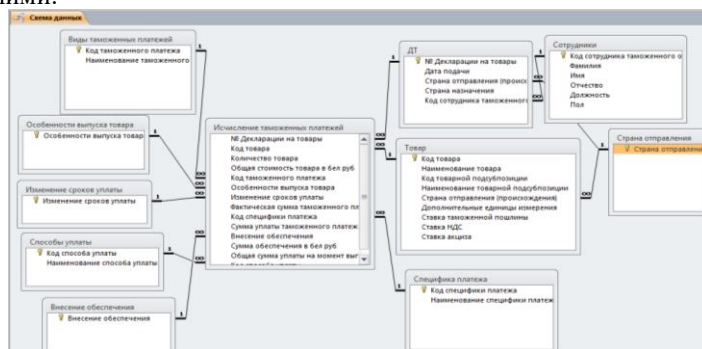 ними.
Схема данных
Виды таможенных платежей
Код таможенного платежа
Наименование таможенного
Особенности выпуска товара
Особенности выпуска товар
Изменение сроков уплаты
Изменение сроков уплаты
Способы уплаты
Код способа уплаты
Наименование способа уплаты
Внесение обеспечения
Внесение обеспечения
Исчисление таможенных платежей
№ Декларации на товары
Код товара
Количество товара
Общая стоимость товара в бел руб
Код таможенного платежа
Особенности выпуска товара
Изменение сроков уплаты
Фактическая сумма таможенного пл
Код специфики платежа
Сумма уплаты таможенного платеж
Внесение обеспечения
Сумма обеспечения в бел руб
Общая сумма уплаты на момент вып
ДТ
№ Декларации на товары
Дата подачи
Страна отправления (происх
Страна назначения
Код сотрудника таможенного
Сотрудники
Код сотрудника таможенного о
Фамилия
Имя
Отчество
Должность
Пол
Страна отправления
Страна отправлени
Товар
Код товара
Наименование товара
Код товарной подсубпозиции
Наименование товарной подсубпозиции
Страна отправления (происхождения)
Дополнительные единицы измерения
Ставка таможенной пошлины
Ставка НДС
Ставка акциза
Специфика платежа
Код специфики платежа
Наименование специфики платеж